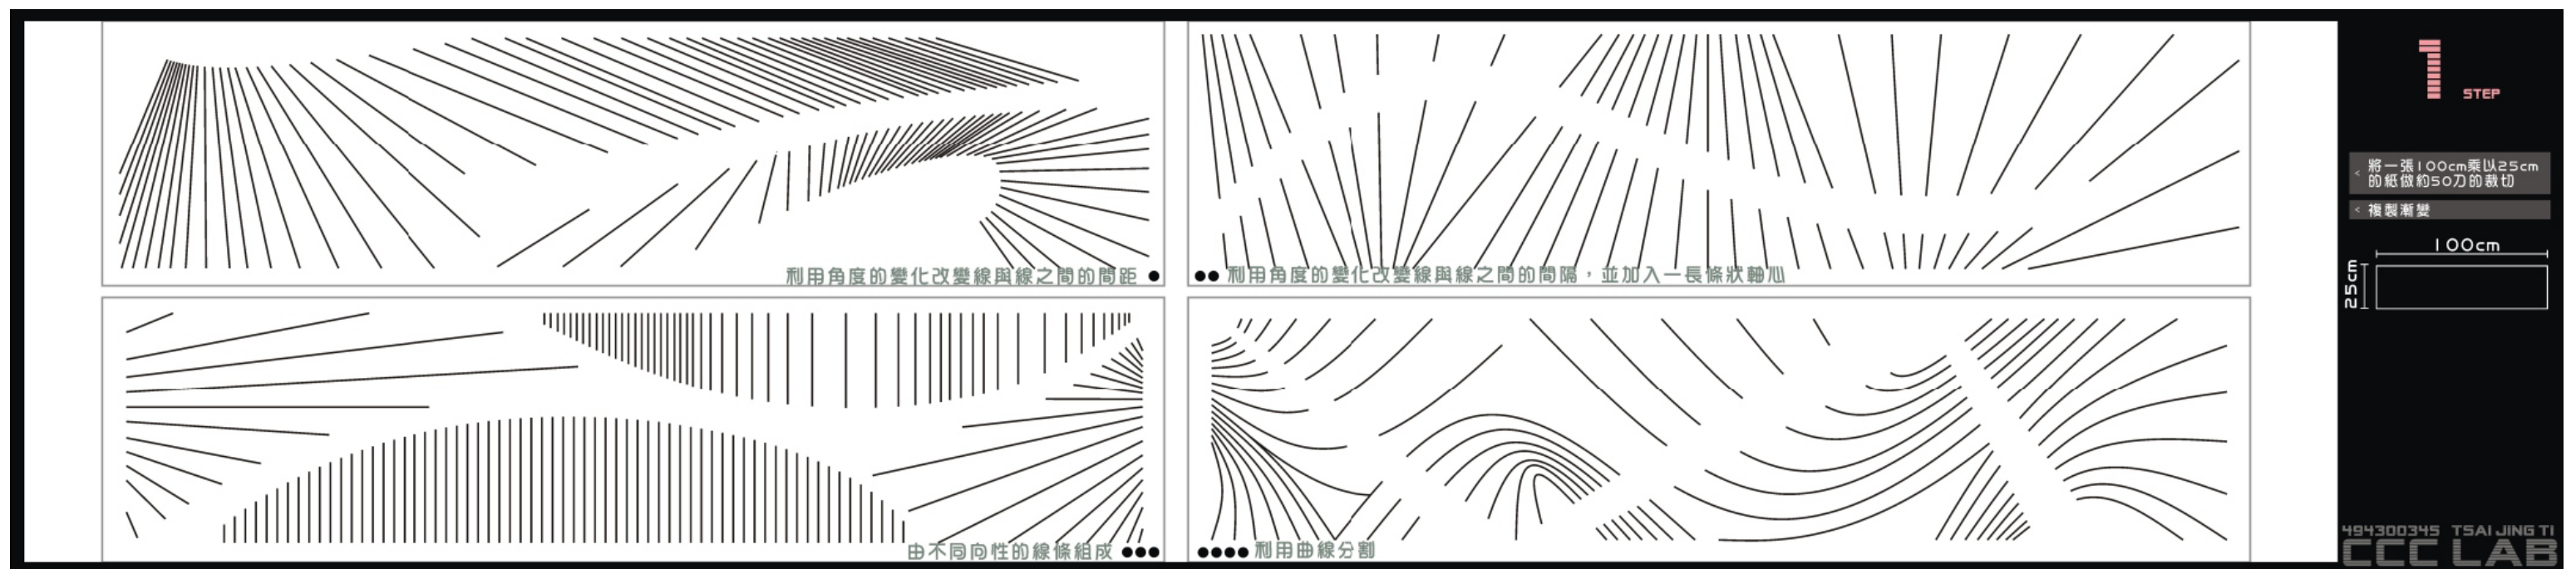 利用角度的變化改變線與線之間的間距 ●
●● 利用角度的變化改變線與線之間的間隔，並加入一長條狀軸心
由不同向性的線條組成 ●●●
●●●● 利用曲線分割
1 STEP
< 將一張100cm乘以25cm
的紙做約50刀的裁切
< 複製漸變
100cm
25cm
494300345 TSAI JING TI
CCC LAB